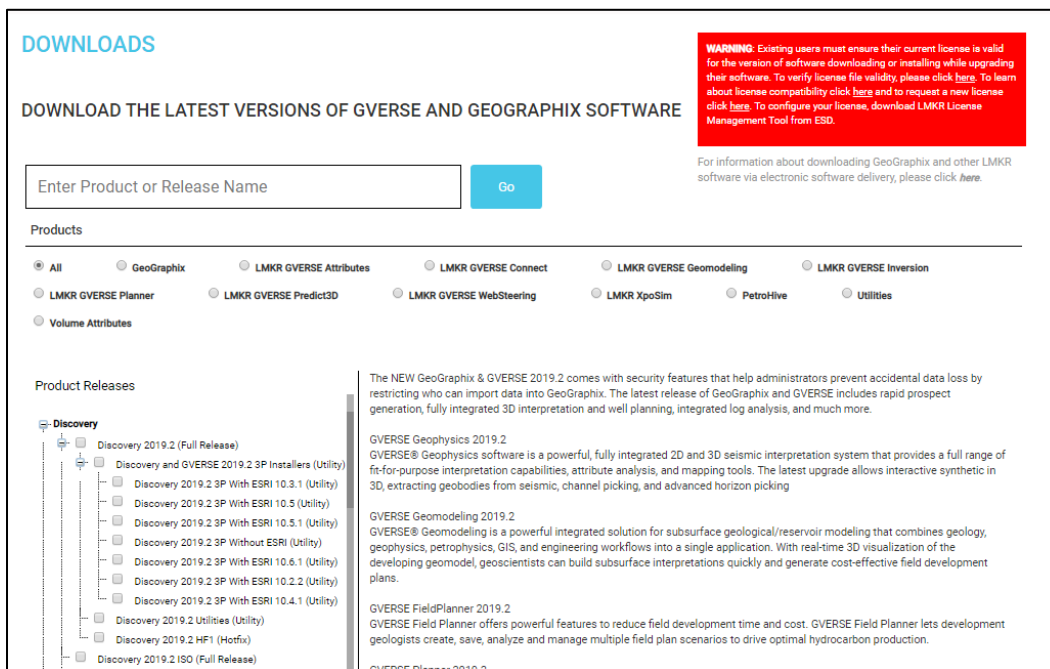 DOWNLOADS
WARNING: Existing users must ensure their current license is valid
for the version of software downloading or installing while upgrading
their software. To verify license file validity, please click here. To learn
about license compatibility click here and to request a new license
click here. To configure your license, download LMKR License
Management Tool from ESD.
DOWNLOAD THE LATEST VERSIONS OF GVERSE AND GEOGRAPHIX SOFTWARE
For information about downloading GeoGraphix and other LMKR
software via electronic software delivery, please click here.
Enter Product or Release Name
Go
Products
All GeoGraphix LMKR GVERSE Attributes LMKR GVERSE Connect LMKR GVERSE Geomodeling LMKR GVERSE Inversion
LMKR GVERSE Planner LMKR GVERSE Predict3D LMKR GVERSE WebSteering LMKR XpoSim PetroHive Utilities
Volume Attributes
Product Releases
Discovery
Discovery 2019.2 (Full Release)
Discovery and GVERSE 2019.2 3P Installers (Utility)
Discovery 2019.2 3P With ESRI 10.3.1 (Utility)
Discovery 2019.2 3P With ESRI 10.5 (Utility)
Discovery 2019.2 3P With ESRI 10.5.1 (Utility)
Discovery 2019.2 3P Without ESRI (Utility)
Discovery 2019.2 3P With ESRI 10.6.1 (Utility)
Discovery 2019.2 3P With ESRI 10.2.2 (Utility)
Discovery 2019.2 3P With ESRI 10.4.1 (Utility)
Discovery 2019.2 Utilities (Utility)
Discovery 2019.2 HF1 (Hotfix)
Discovery 2019.2 ISO (Full Release)
The NEW GeoGraphix & GVERSE 2019.2 comes with security features that help administrators prevent accidental data loss by
restricting who can import data into GeoGraphix. The latest release of GeoGraphix and GVERSE includes rapid prospect
generation, fully integrated 3D interpretation and well planning, integrated log analysis, and much more.
GVERSE Geophysics 2019.2
GVERSE® Geophysics software is a powerful, fully integrated 2D and 3D seismic interpretation system that provides a full range of
fit-for-purpose interpretation capabilities, attribute analysis, and mapping tools. The latest upgrade allows interactive synthetic in
3D, extracting geobodies from seismic, channel picking, and advanced horizon picking
GVERSE Geomodeling 2019.2
GVERSE® Geomodeling is a powerful integrated solution for subsurface geological/reservoir modeling that combines geology,
geophysics, petrophysics, GIS, and engineering workflows into a single application. With real-time 3D visualization of the
developing geomodel, geoscientists can build subsurface interpretations quickly and generate cost-effective field development
plans.
GVERSE FieldPlanner 2019.2
GVERSE Field Planner offers powerful features to reduce field development time and cost. GVERSE Field Planner lets development
geologists create, save, analyze and manage multiple field plan scenarios to drive optimal hydrocarbon production.
GVERSE Planner 2019.2